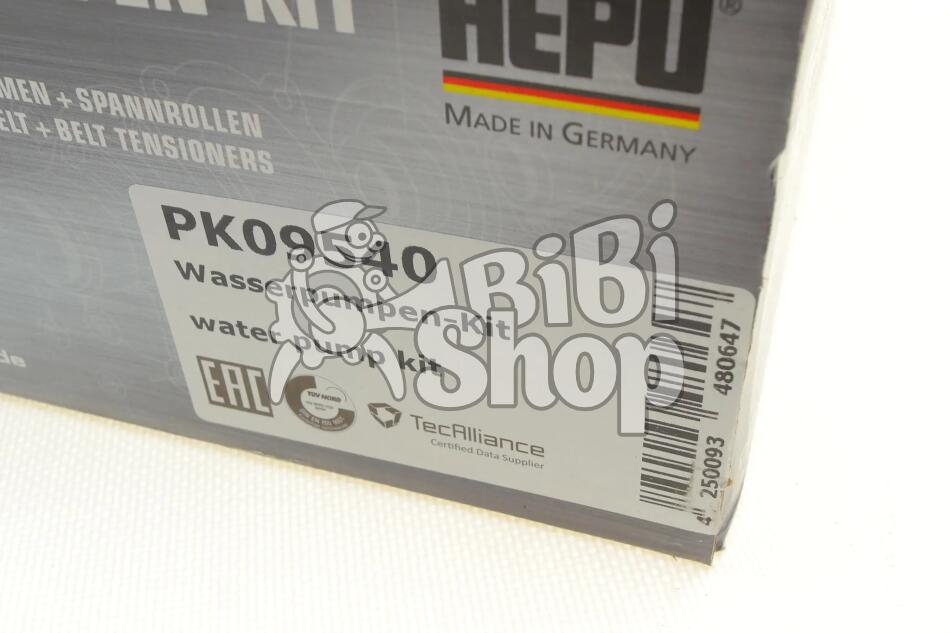 KIT
HEPU®
MADE IN GERMANY
MEN + SPANNROLLEN
ELT + BELT TENSIONERS
PK09540
Wasserpumpen-Kit
water pump kit
BiBi
Shop
EAC
TÜV NORD
TecAlliance
Certified Data Supplier
de
4 250093 480647